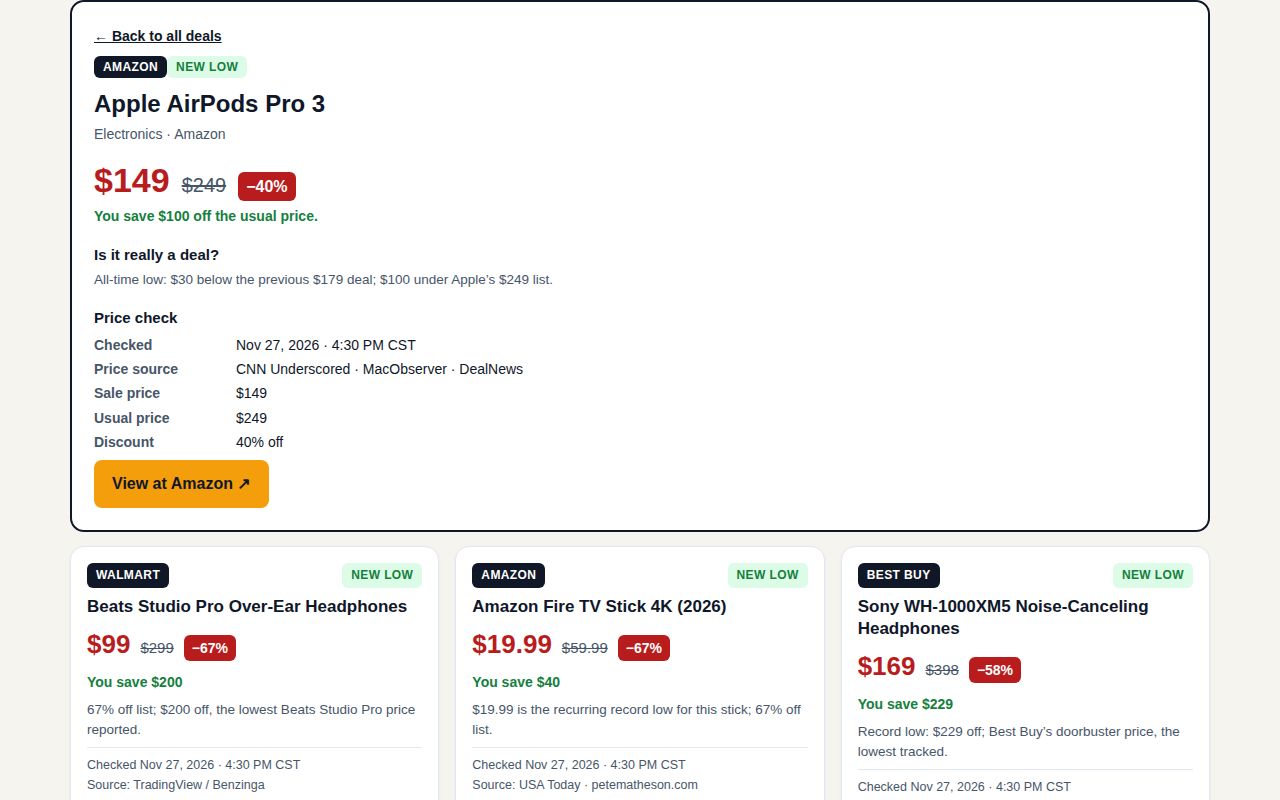 ← Back to all deals
AMAZON NEW LOW
Apple AirPods Pro 3
Electronics · Amazon
$149 $249 −40%
You save $100 off the usual price.
Is it really a deal?
All-time low: $30 below the previous $179 deal; $100 under Apple’s $249 list.
Price check
Checked Nov 27, 2026 · 4:30 PM CST
Price source CNN Underscored · MacObserver · DealNews
Sale price $149
Usual price $249
Discount 40% off
View at Amazon ↗
WALMART NEW LOW
Beats Studio Pro Over-Ear Headphones
$99 $299 −67%
You save $200
67% off list; $200 off, the lowest Beats Studio Pro price
reported.
Checked Nov 27, 2026 · 4:30 PM CST
Source: TradingView / Benzinga
AMAZON NEW LOW
Amazon Fire TV Stick 4K (2026)
$19.99 $59.99 −67%
You save $40
$19.99 is the recurring record low for this stick; 67% off
list.
Checked Nov 27, 2026 · 4:30 PM CST
Source: USA Today · petematheson.com
BEST BUY NEW LOW
Sony WH-1000XM5 Noise-Canceling
Headphones
$169 $398 −58%
You save $229
Record low: $229 off; Best Buy’s doorbuster price, the
lowest tracked.
Checked Nov 27, 2026 · 4:30 PM CST